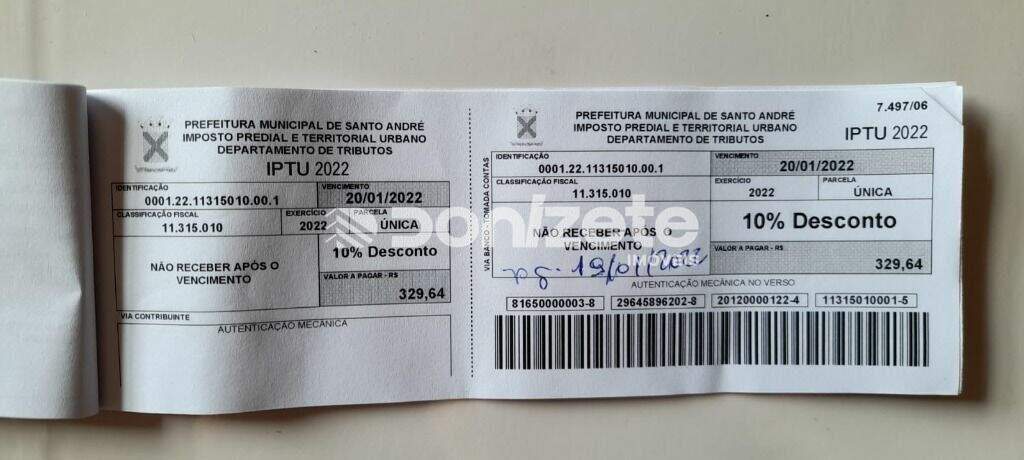 PREFEITURA MUNICIPAL DE SANTO ANDRÉ
IMPOSTO PREDIAL E TERRITORIAL URBANO
DEPARTAMENTO DE TRIBUTOS
IPTU 2022
IDENTIFICAÇÃO
0001.22.11315010.00.1
VENCIMENTO
20/01/2022
CLASSIFICAÇÃO FISCAL
11.315.010
EXERCÍCIO
2022
PARCELA
ÚNICA
NÃO RECEBER APÓS O
VENCIMENTO
10% Desconto
VALOR A PAGAR - R$
329,64
VIA CONTRIBUINTE
AUTENTICAÇÃO MECÂNICA
7.497/06
PREFEITURA MUNICIPAL DE SANTO ANDRÉ
IMPOSTO PREDIAL E TERRITORIAL URBANO
DEPARTAMENTO DE TRIBUTOS
IPTU 2022
VIA BANCO - TOMADA CONTAS
IDENTIFICAÇÃO
0001.22.11315010.00.1
VENCIMENTO
20/01/2022
CLASSIFICAÇÃO FISCAL
11.315.010
EXERCÍCIO
2022
PARCELA
ÚNICA
NÃO RECEBER APÓS O
VENCIMENTO
10% Desconto
pg. 19/01/2022
VALOR A PAGAR - R$
329,64
AUTENTICAÇÃO MECÂNICA NO VERSO
81650000003-8 29645896202-8 20120000122-4 11315010001-5
IMÓVEIS